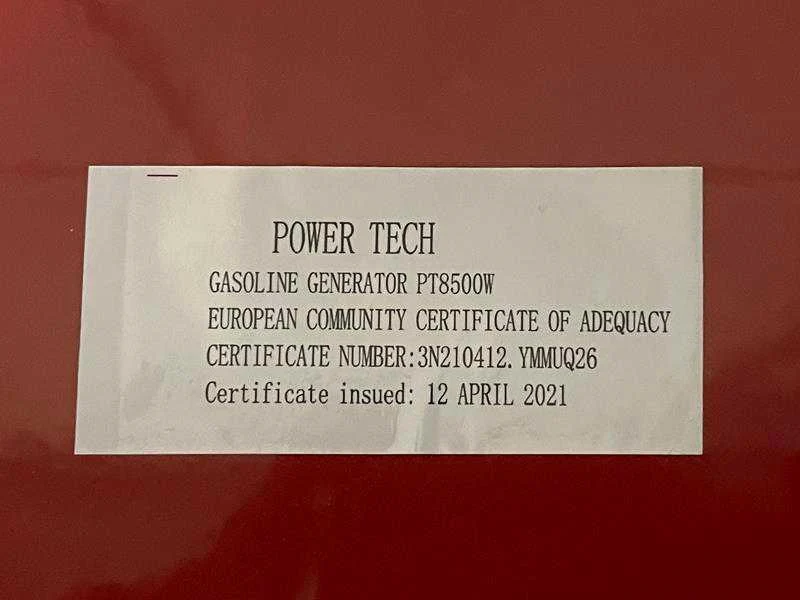 POWER TECH
GASOLINE GENERATOR PT8500W
EUROPEAN COMMUNITY CERTIFICATE OF ADEQUACY
CERTIFICATE NUMBER:3N210412.YMMUQ26
Certificate insued: 12 APRIL 2021